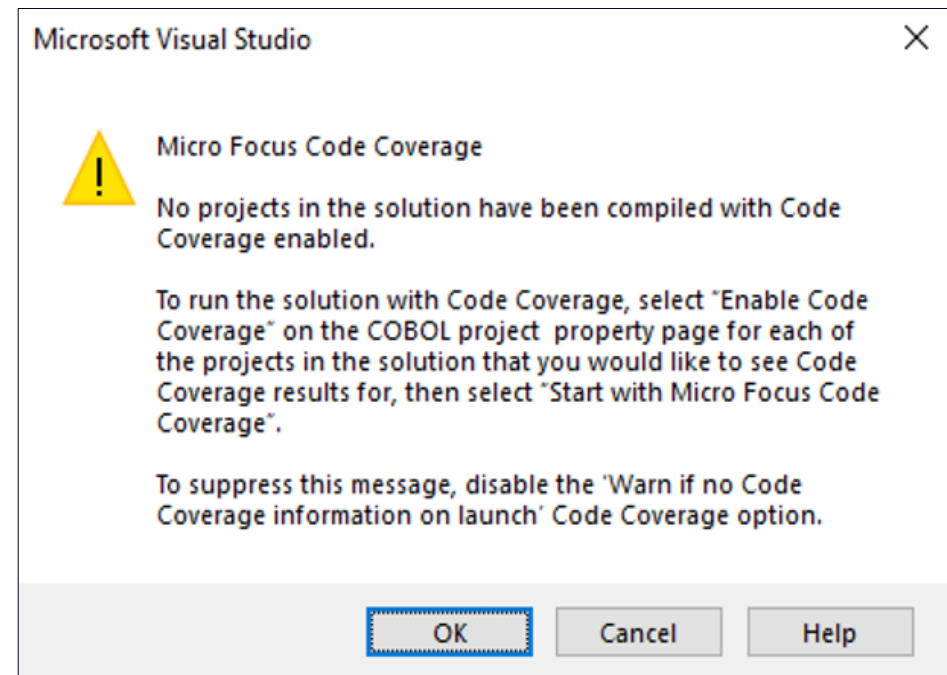 Microsoft Visual Studio
!
Micro Focus Code Coverage
No projects in the solution have been compiled with Code
Coverage enabled.
To run the solution with Code Coverage, select "Enable Code
Coverage" on the COBOL project  property page for each of
the projects in the solution that you would like to see Code
Coverage results for, then select "Start with Micro Focus Code
Coverage".
To suppress this message, disable the 'Warn if no Code
Coverage information on launch' Code Coverage option.
OK Cancel Help